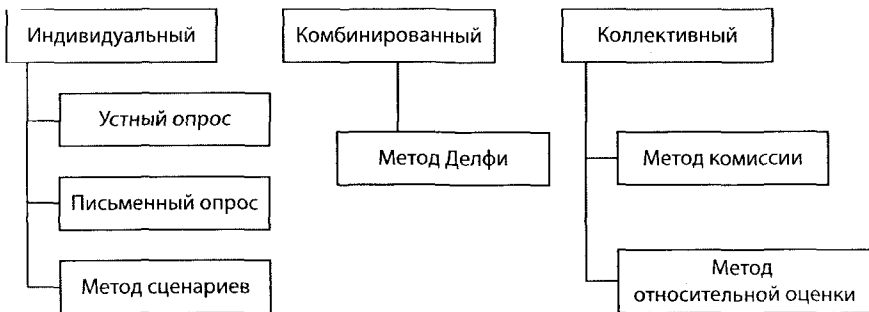 Индивидуальный
Устный опрос
Письменный опрос
Метод сценариев
Комбинированный
Метод Делфи
Коллективный
Метод комиссии
Метод
относительной оценки